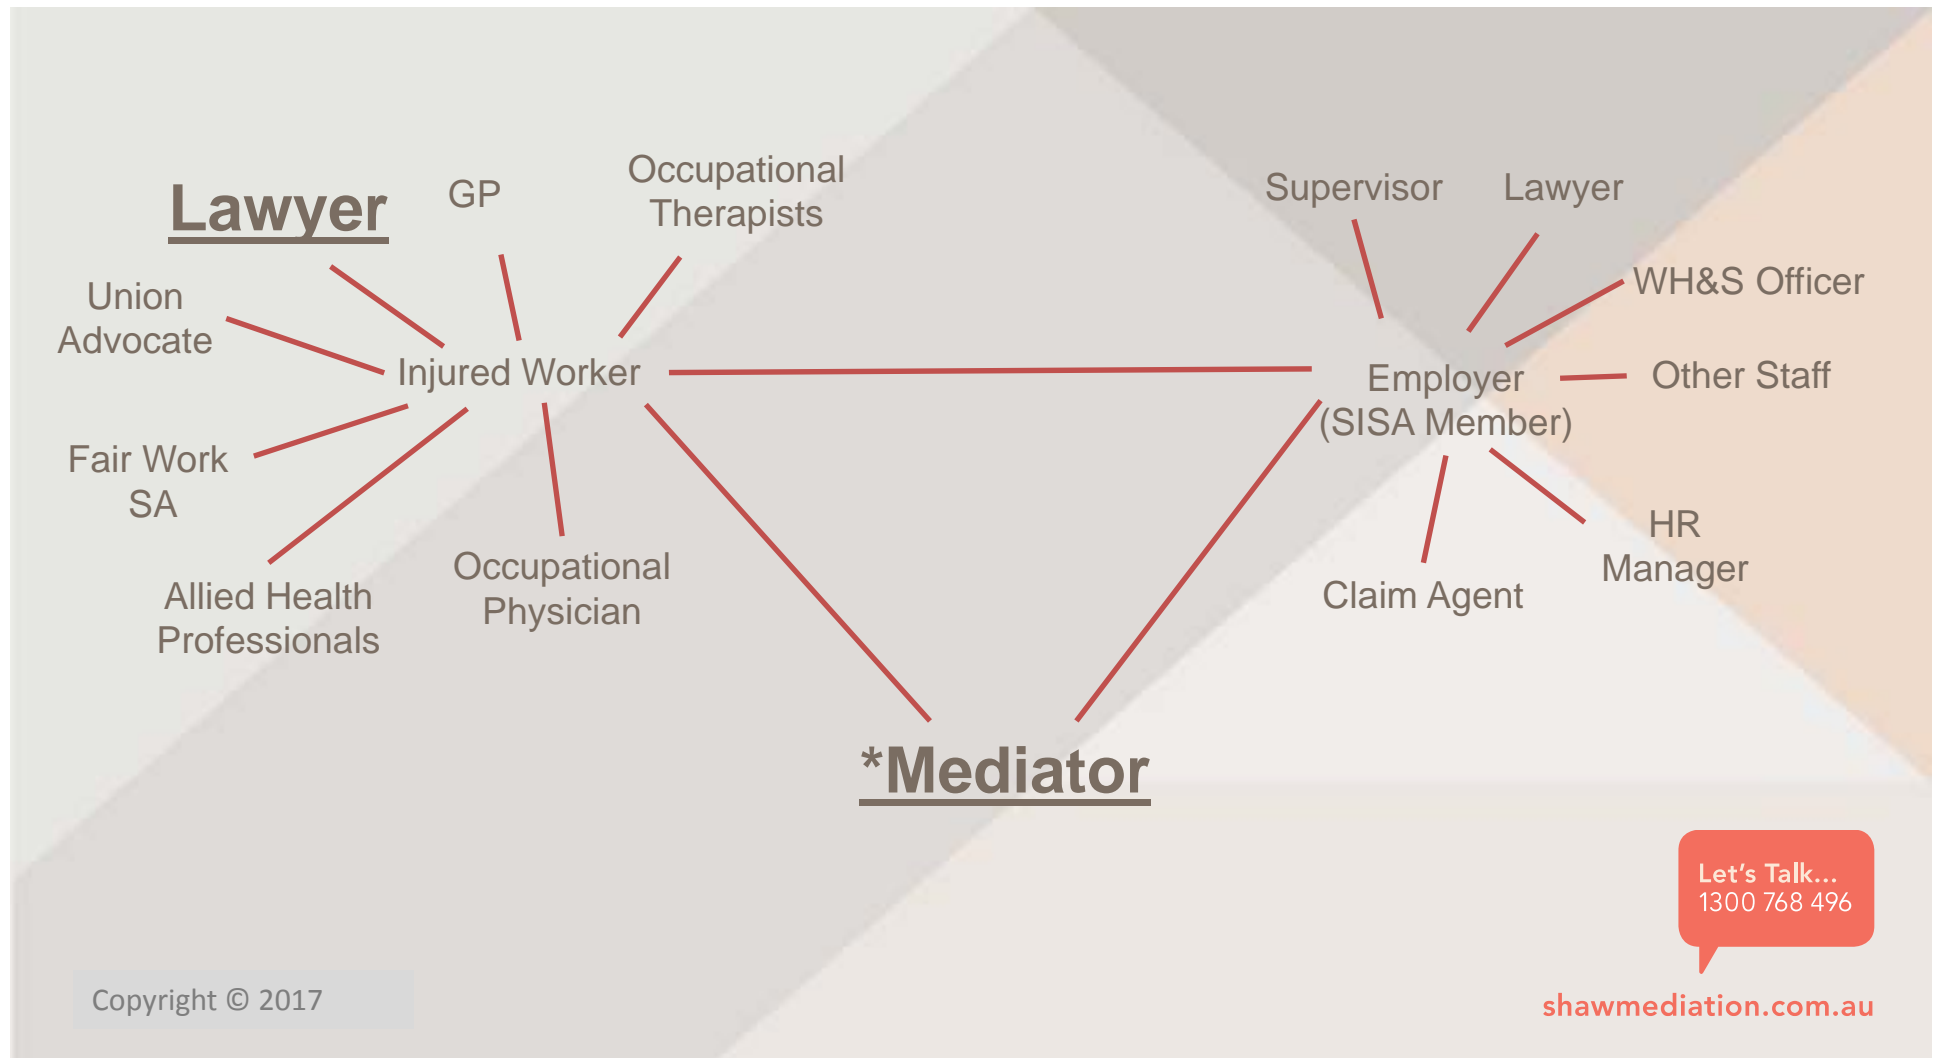 Lawyer
GP
Occupational
Therapists
Union
Advocate
Injured Worker
Fair Work
SA
Allied Health
Professionals
Occupational
Physician
Supervisor
Lawyer
WH&S Officer
Other Staff
Employer
(SISA Member)
HR
Manager
Claim Agent
*Mediator
Let's Talk...
1300 768 496
shawmediation.com.au
Copyright © 2017